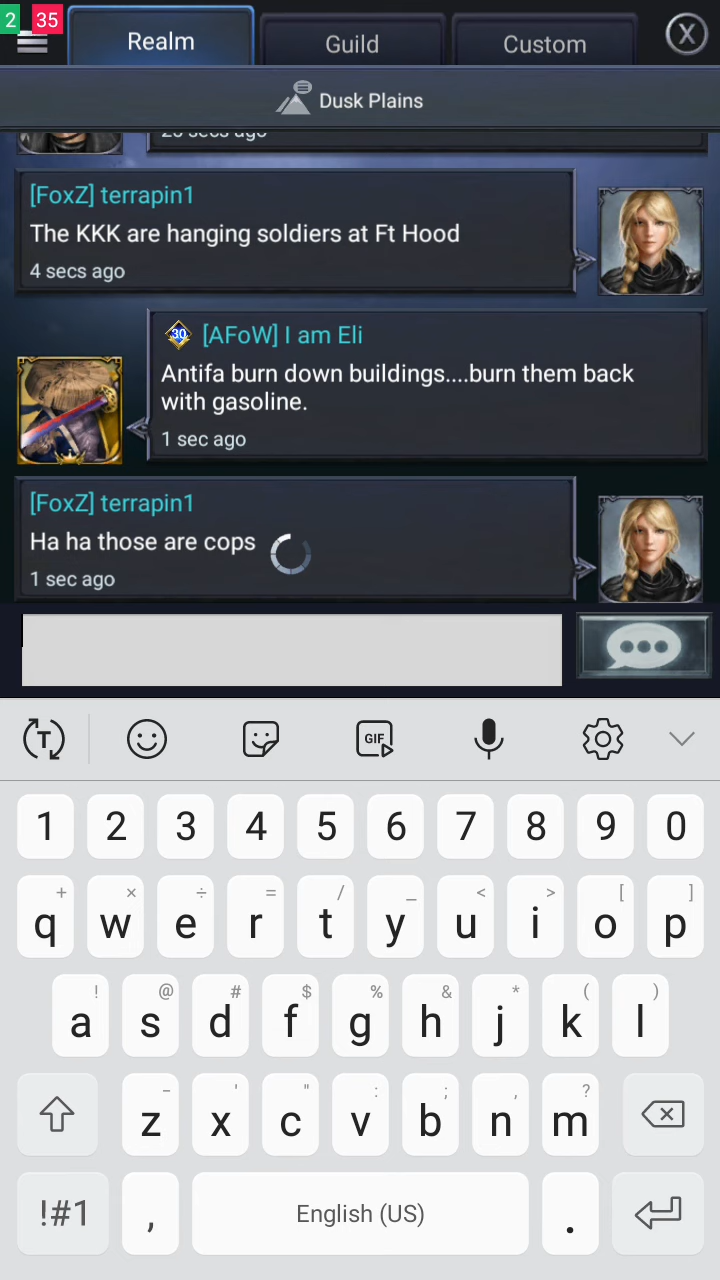 2 35
Realm Guild Custom X
Dusk Plains
secs ago
[FoxZ] terrapin1
The KKK are hanging soldiers at Ft Hood
4 secs ago
30 [AFoW] I am Eli
Antifa burn down buildings....burn them back
with gasoline.
1 sec ago
[FoxZ] terrapin1
Ha ha those are cops
1 sec ago
T GIF
1 2 3 4 5 6 7 8 9 0
+ × ÷ = / _ < > [ ]
q w e r t y u i o p
! @ # $ % & * ( )
a s d f g h j k l
- ' " : ; , ?
z x c v b n m
!#1 , English (US) .